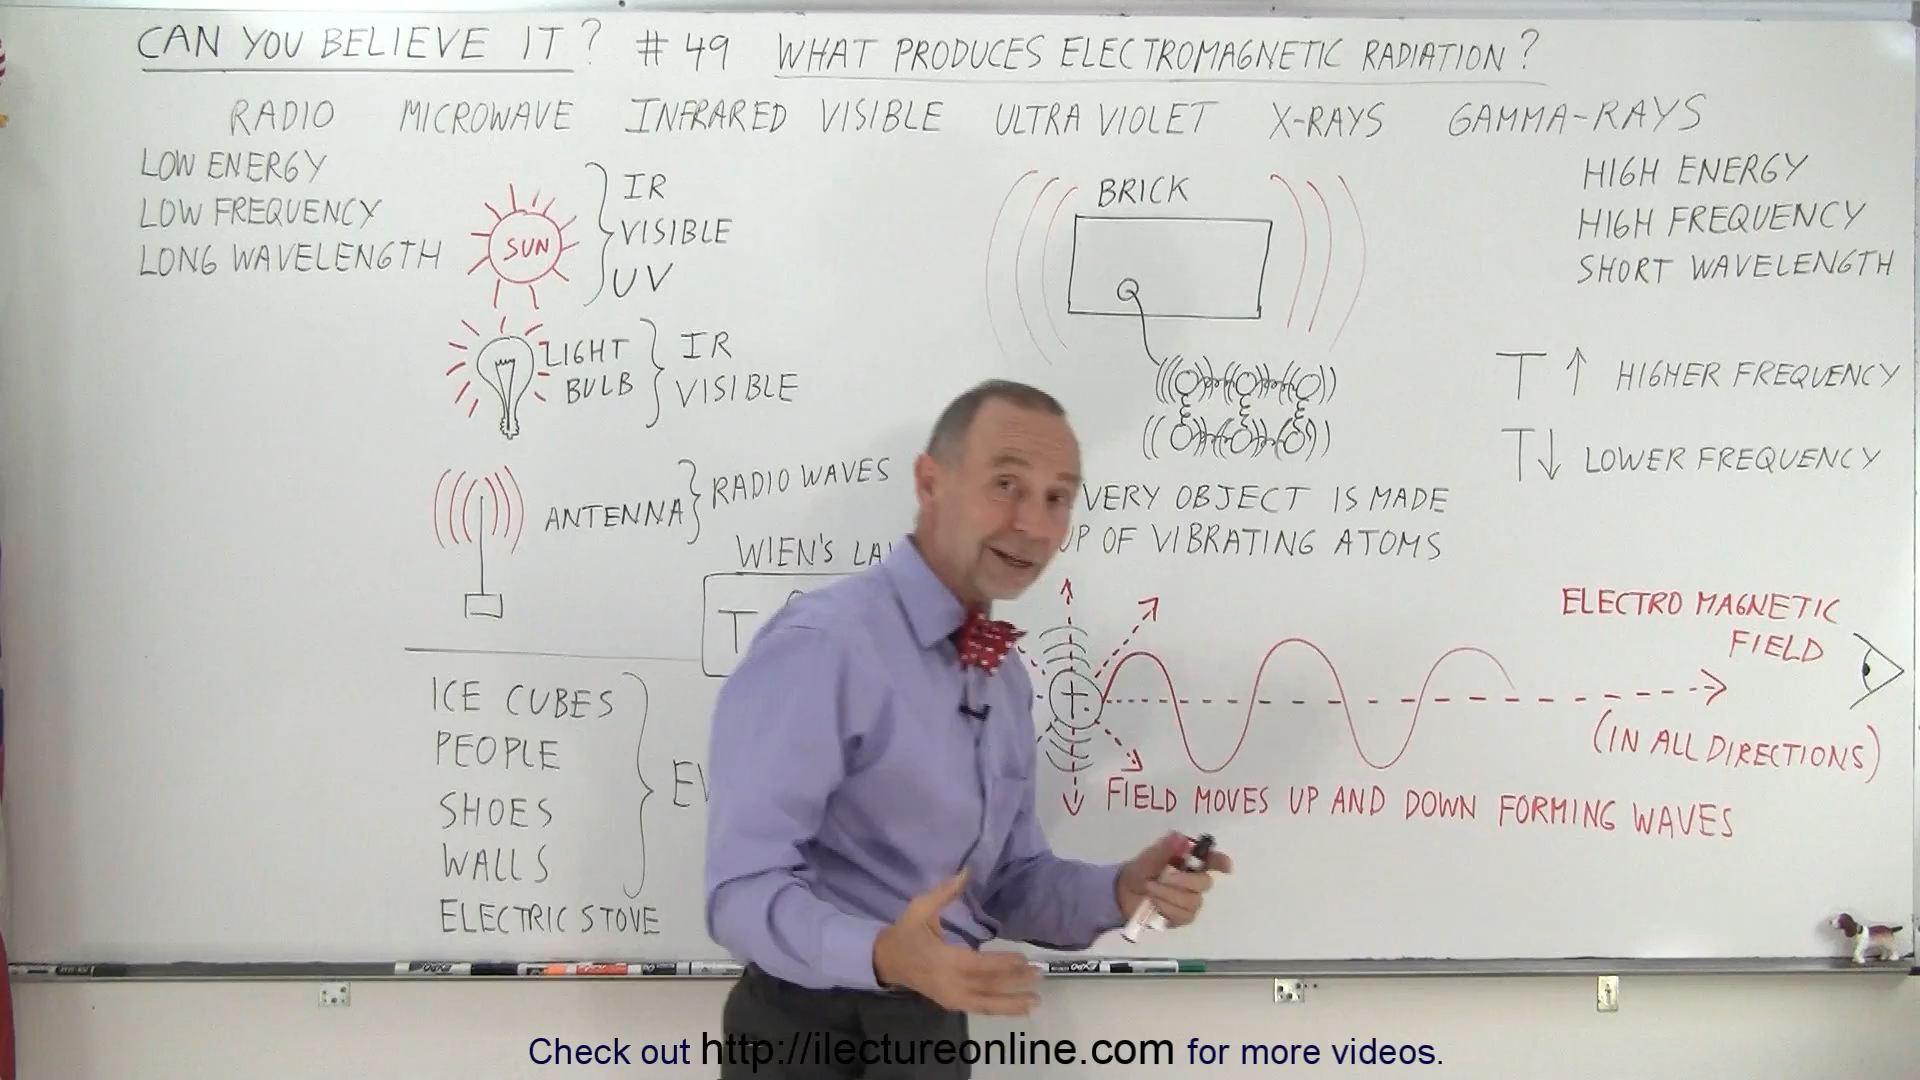 CAN YOU BELIEVE IT? # 49 WHAT PRODUCES ELECTROMAGNETIC RADIATION?
RADIO MICROWAVE INFRARED VISIBLE ULTRA VIOLET X-RAYS GAMMA-RAYS
LOW ENERGY
LOW FREQUENCY
LONG WAVELENGTH
SUN
IR
VISIBLE
UV
LIGHT
BULB
IR
VISIBLE
ANTENNA
RADIO WAVES
WIEN'S
T
ICE CUBES
PEOPLE
SHOES
WALLS
ELECTRIC STOVE
BRICK
VERY OBJECT IS MADE
UP OF VIBRATING ATOMS
HIGH ENERGY
HIGH FREQUENCY
SHORT WAVELENGTH
T ↑ HIGHER FREQUENCY
T ↓ LOWER FREQUENCY
+
ELECTRO MAGNETIC
FIELD
(IN ALL DIRECTIONS)
FIELD MOVES UP AND DOWN FORMING WAVES
EXPO
EXPO
Check out http://ilectureonline.com for more videos.